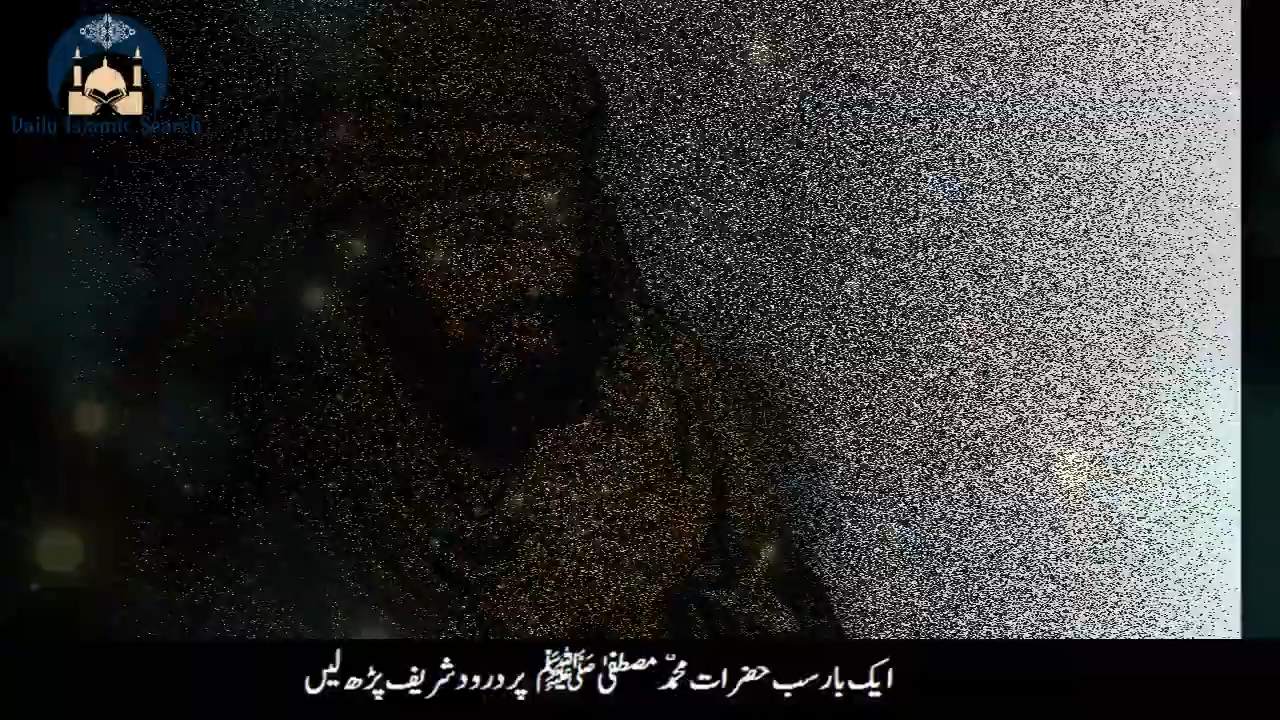 Daily Islamic Search
ایک بار سب حضرات محمدؐ مصطفیٰ ﷺ پر درود شریف پڑھ لیں